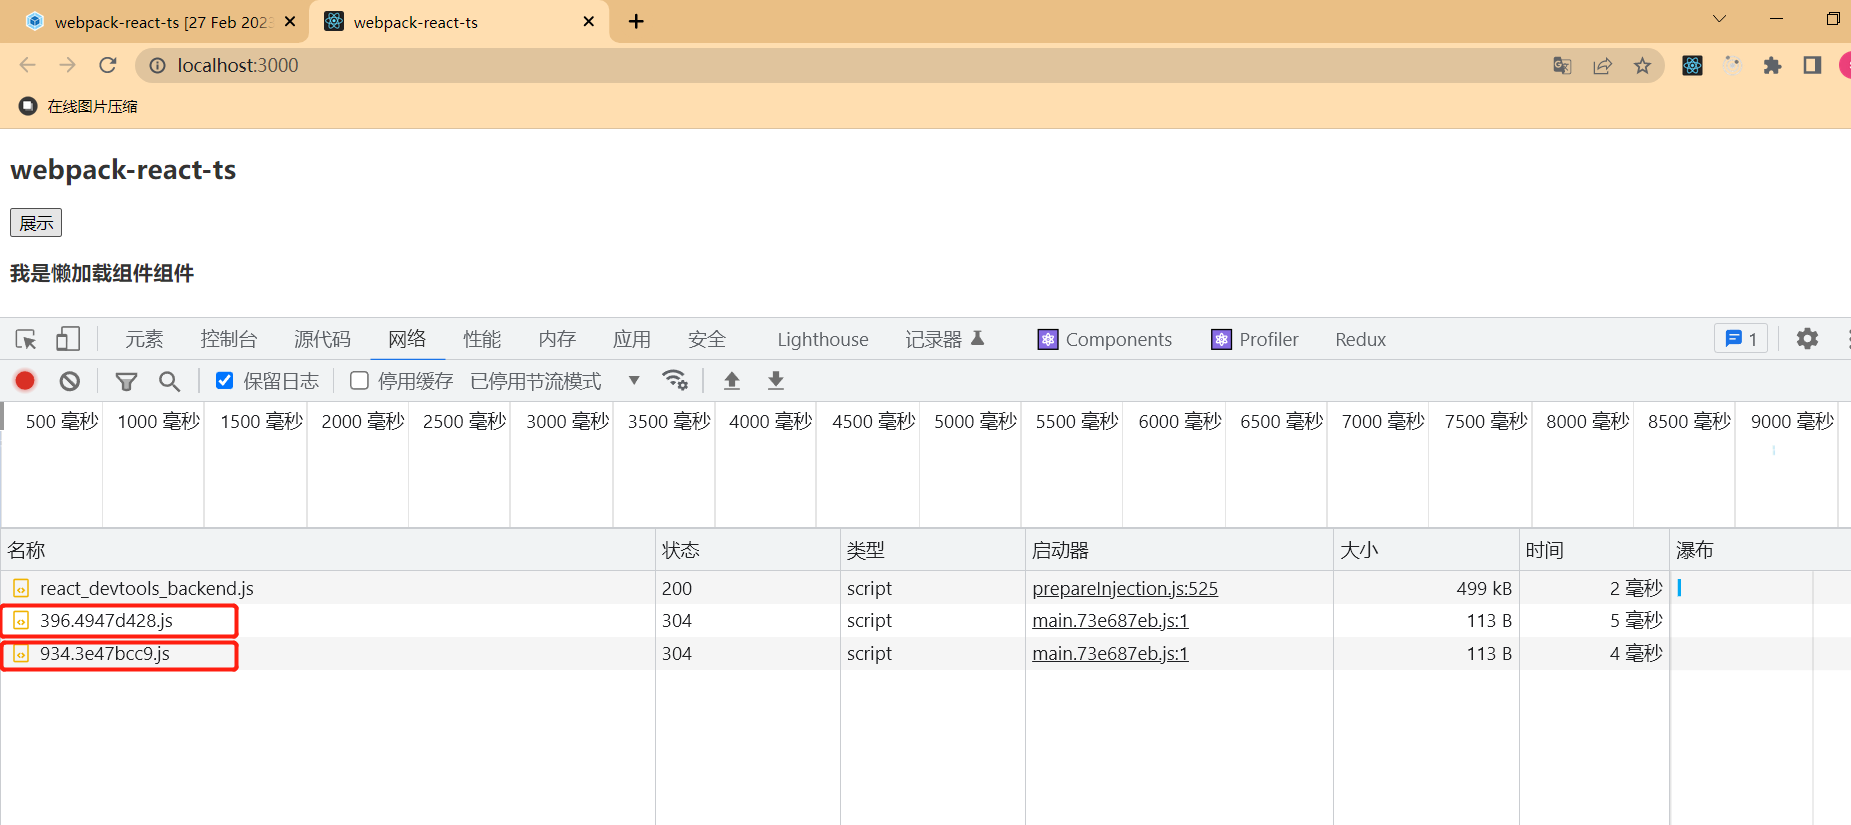 webpack-react-ts [27 Feb 2023
webpack-react-ts
localhost:3000
在线图片压缩
webpack-react-ts
展示
我是懒加载组件组件
元素 控制台 源代码 网络 性能 内存 应用 安全 Lighthouse 记录器 Components Profiler Redux 1
保留日志 停用缓存 已停用节流模式
500 毫秒 1000 毫秒 1500 毫秒 2000 毫秒 2500 毫秒 3000 毫秒 3500 毫秒 4000 毫秒 4500 毫秒 5000 毫秒 5500 毫秒 6000 毫秒 6500 毫秒 7000 毫秒 7500 毫秒 8000 毫秒 8500 毫秒 9000 毫秒
名称 状态 类型 启动器 大小 时间 瀑布
react_devtools_backend.js 200 script prepareInjection.js:525 499 kB 2 毫秒
396.4947d428.js 304 script main.73e687eb.js:1 113 B 5 毫秒
934.3e47bcc9.js 304 script main.73e687eb.js:1 113 B 4 毫秒